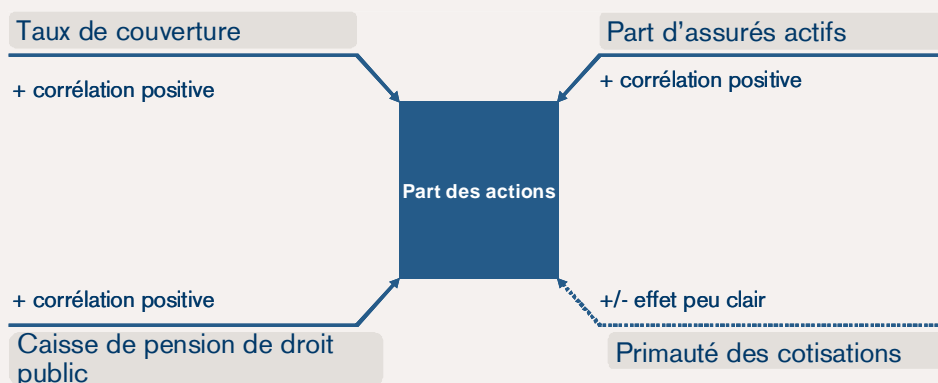 Taux de couverture
+ corrélation positive
Part d’assurés actifs
+ corrélation positive
Part des actions
+ corrélation positive
Caisse de pension de droit
public
+/- effet peu clair
Primauté des cotisations